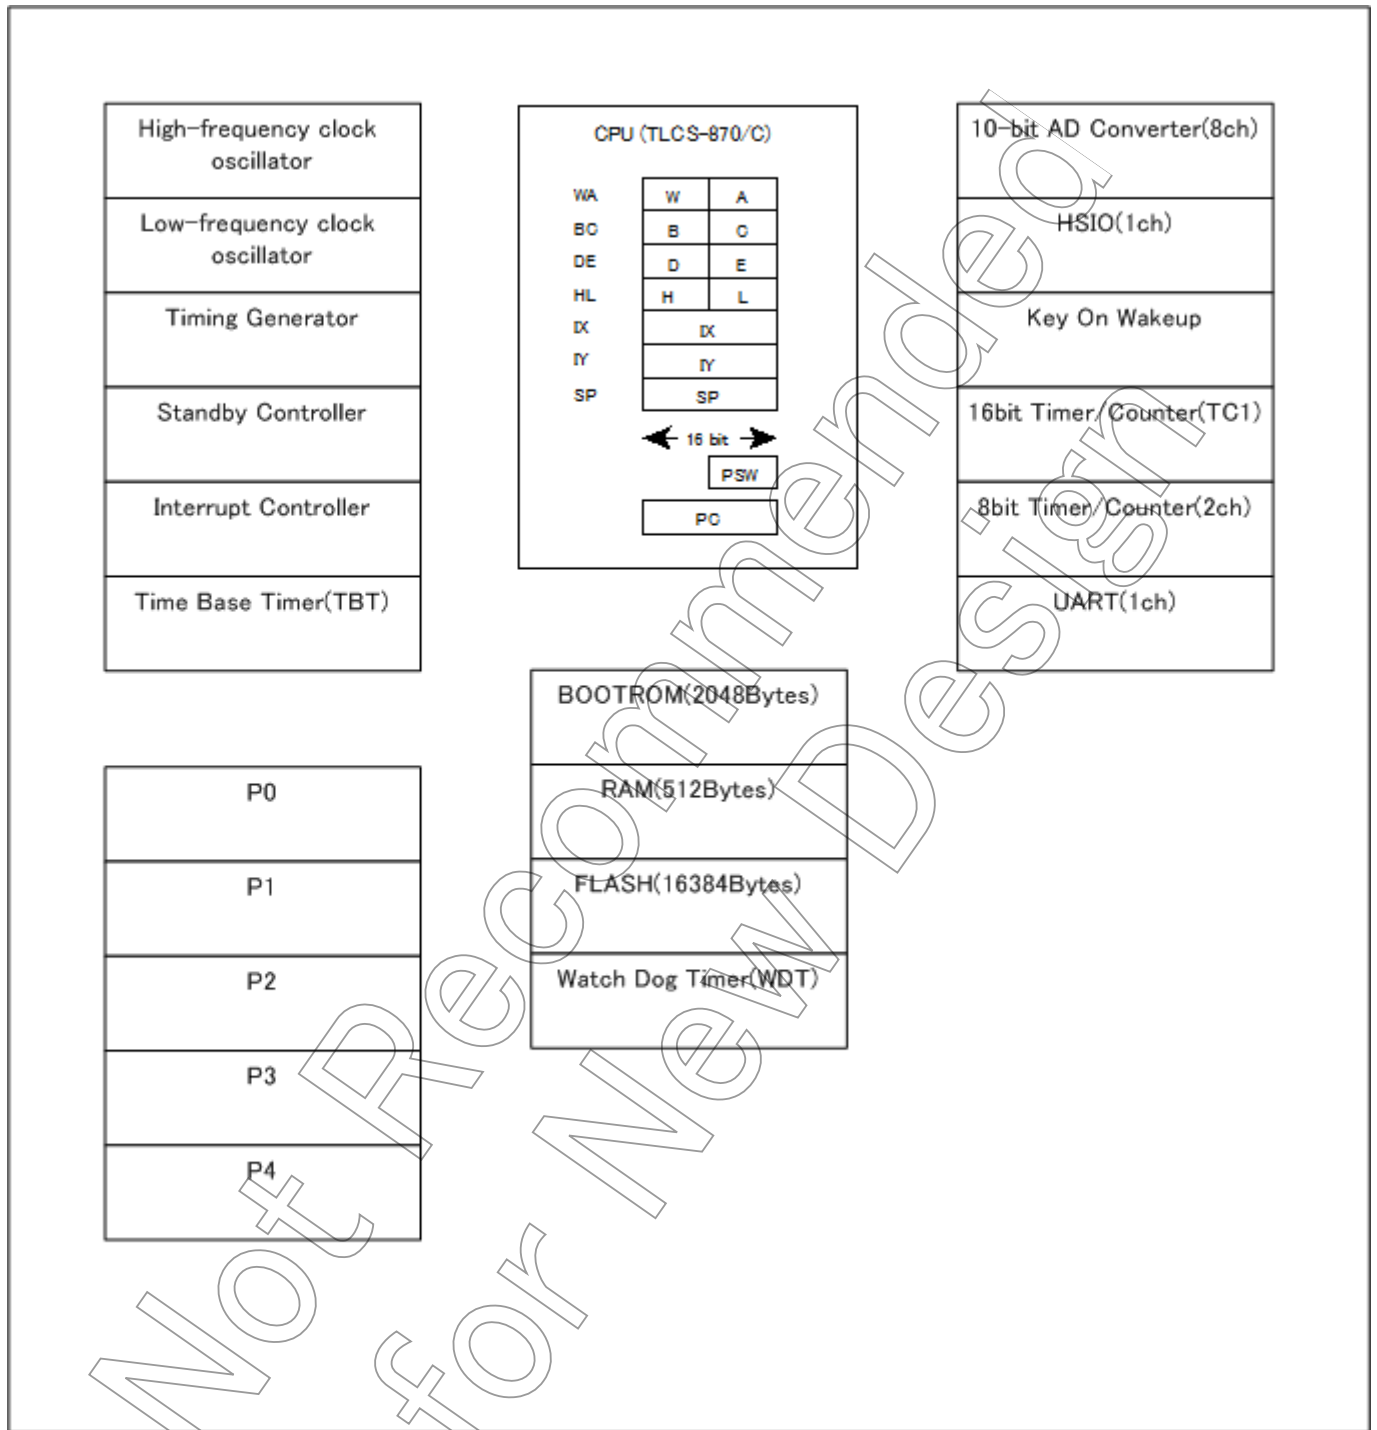 High-frequency clock
oscillator
Low-frequency clock
oscillator
Timing Generator
Standby Controller
Interrupt Controller
Time Base Timer(TBT)
CPU (TLCS-870/C)
WA W A
BC B C
DE D E
HL H L
IX IX
IY IY
SP SP
16 bit
PSW
PC
10-bit AD Converter(8ch)
HSIO(1ch)
Key On Wakeup
16bit Timer/Counter(TC1)
8bit Timer/Counter(2ch)
UART(1ch)
BOOTROM(2048Bytes)
RAM(512Bytes)
FLASH(16384Bytes)
Watch Dog Timer(WDT)
P0
P1
P2
P3
P4
Not Recommended
for New Design